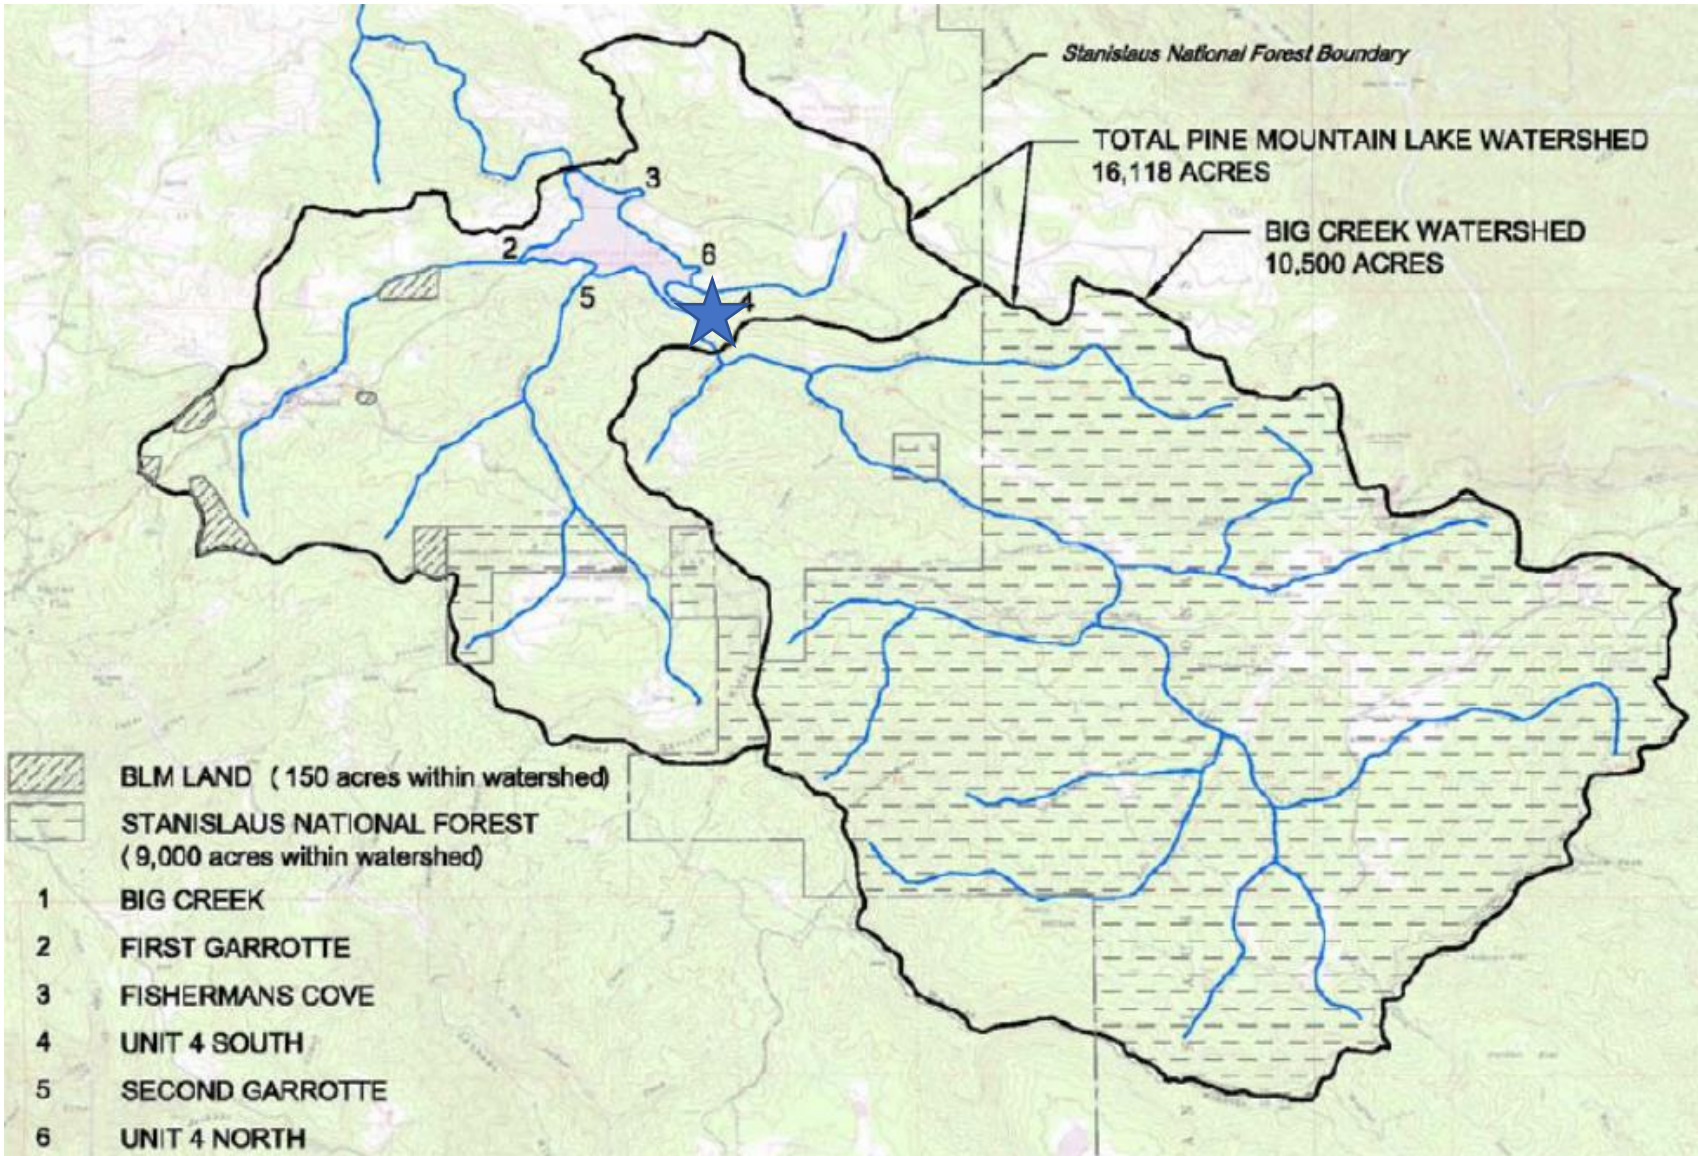 Stanislaus National Forest Boundary
TOTAL PINE MOUNTAIN LAKE WATERSHED
16,118 ACRES
BIG CREEK WATERSHED
10,500 ACRES
3
2
6
5
4
BLM LAND ( 150 acres within watershed)
STANISLAUS NATIONAL FOREST
( 9,000 acres within watershed)
1 BIG CREEK
2 FIRST GARROTTE
3 FISHERMANS COVE
4 UNIT 4 SOUTH
5 SECOND GARROTTE
6 UNIT 4 NORTH